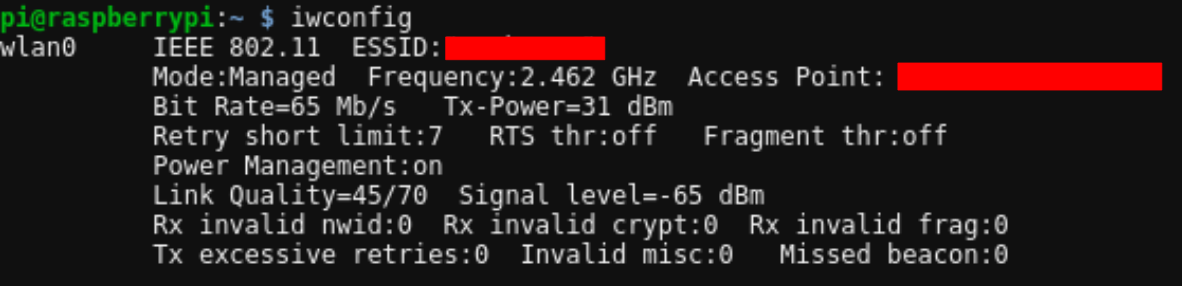 pi@raspberrypi:~ $ iwconfig
wlan0     IEEE 802.11  ESSID:
          Mode:Managed  Frequency:2.462 GHz  Access Point:
          Bit Rate=65 Mb/s   Tx-Power=31 dBm
          Retry short limit:7   RTS thr:off   Fragment thr:off
          Power Management:on
          Link Quality=45/70  Signal level=-65 dBm
          Rx invalid nwid:0  Rx invalid crypt:0  Rx invalid frag:0
          Tx excessive retries:0  Invalid misc:0   Missed beacon:0